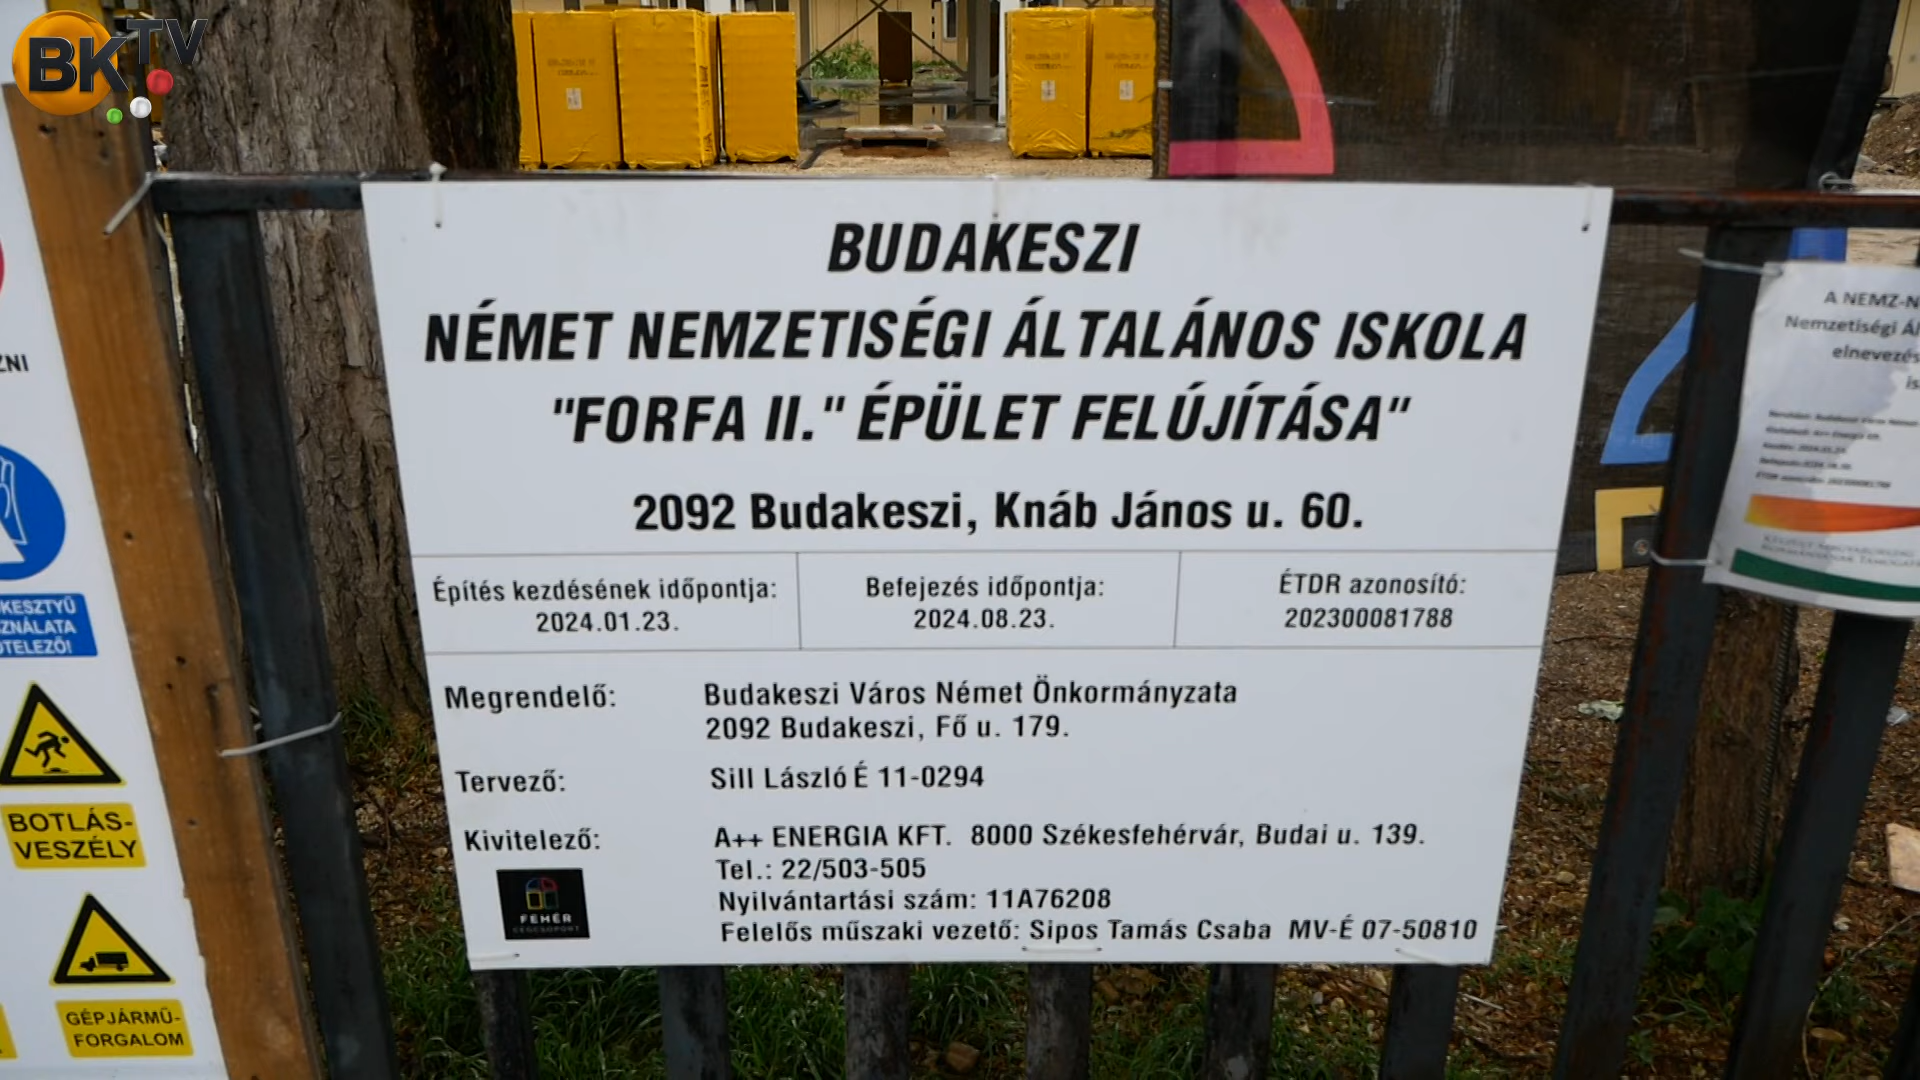 BKTV
BUDAKESZI
NÉMET NEMZETISÉGI ÁLTALÁNOS ISKOLA
"FORFA II." ÉPÜLET FELÚJÍTÁSA"
2092 Budakeszi, Knáb János u. 60.
Építés kezdésének időpontja:
2024.01.23.
Befejezés időpontja:
2024.08.23.
ÉTDR azonosító:
202300081788
Megrendelő: Budakeszi Város Német Önkormányzata
2092 Budakeszi, Fő u. 179.
Tervező: Sill László É 11-0294
Kivitelező: A++ ENERGIA KFT. 8000 Székesfehérvár, Budai u. 139.
Tel.: 22/503-505
Nyilvántartási szám: 11A76208
Felelős műszaki vezető: Sipos Tamás Csaba MV-É 07-50810
FEHÉR
CÉGCSOPORT
ZNI
KESZTYŰ
ZNÁLATA
ÖTELEZŐ!
BOTLÁS-
VESZÉLY
GÉPJÁRMŰ-
FORGALOM
A NEMZ-N
Nemzetiségi Ál
elnevezés
is